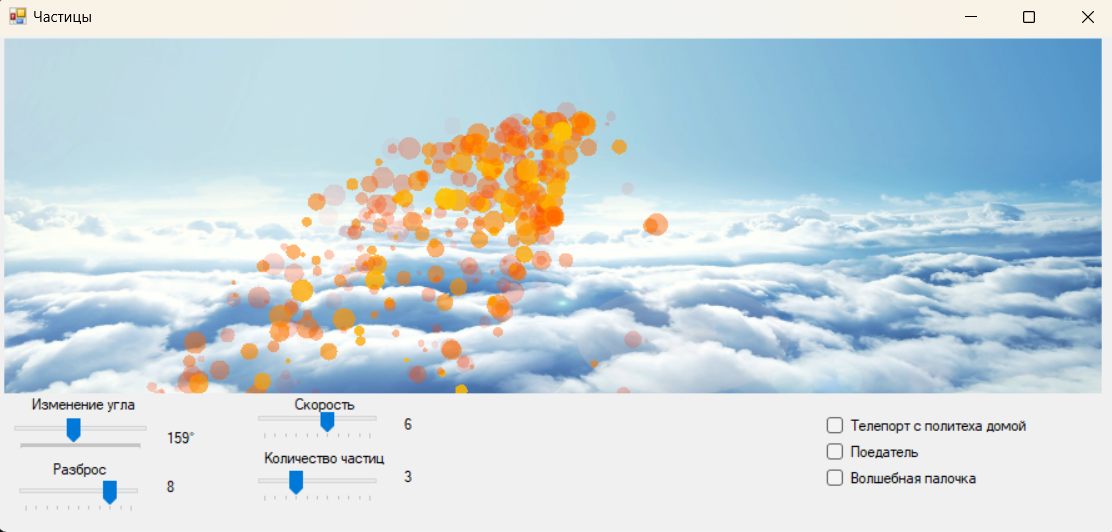 Частицы
Изменение угла
159°
Разброс
8
Скорость
6
Количество частиц
3
Телепорт с политеха домой
Поедатель
Волшебная палочка